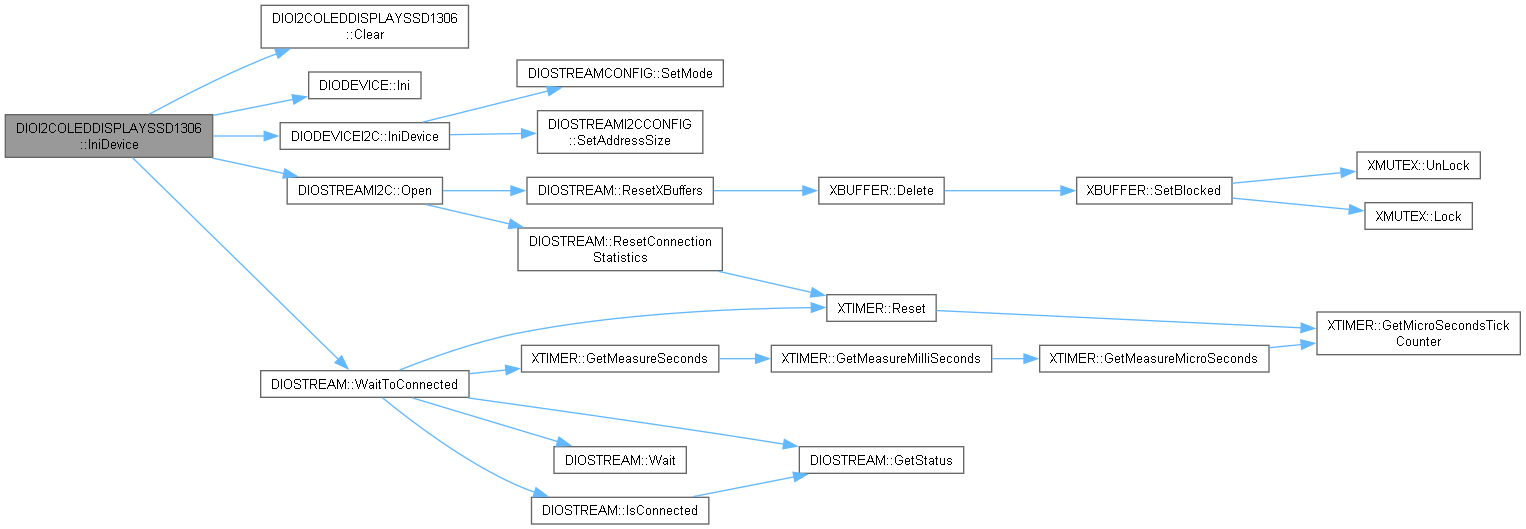 DIOI2COLEDDISPLAYSSD1306
::IniDevice
DIOI2COLEDDISPLAYSSD1306
::Clear
DIODEVICE::Ini
DIODEVICEI2C::IniDevice
DIOSTREAMCONFIG::SetMode
DIOSTREAMI2CCONFIG
::SetAddressSize
DIOSTREAMI2C::Open
DIOSTREAM::ResetXBuffers
XBUFFER::Delete
XBUFFER::SetBlocked
XMUTEX::UnLock
XMUTEX::Lock
DIOSTREAM::ResetConnection
Statistics
XTIMER::Reset
XTIMER::GetMicroSecondsTick
Counter
DIOSTREAM::WaitToConnected
XTIMER::GetMeasureSeconds
XTIMER::GetMeasureMilliSeconds
XTIMER::GetMeasureMicroSeconds
DIOSTREAM::Wait
DIOSTREAM::GetStatus
DIOSTREAM::IsConnected